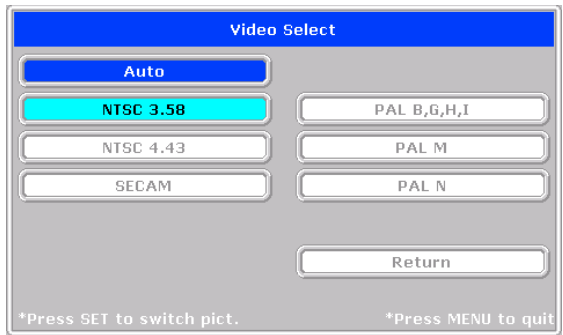 Video Select
Auto
NTSC 3.58
PAL B,G,H,I
NTSC 4.43
PAL M
SECAM
PAL N
Return
*Press SET to switch pict.
*Press MENU to quit